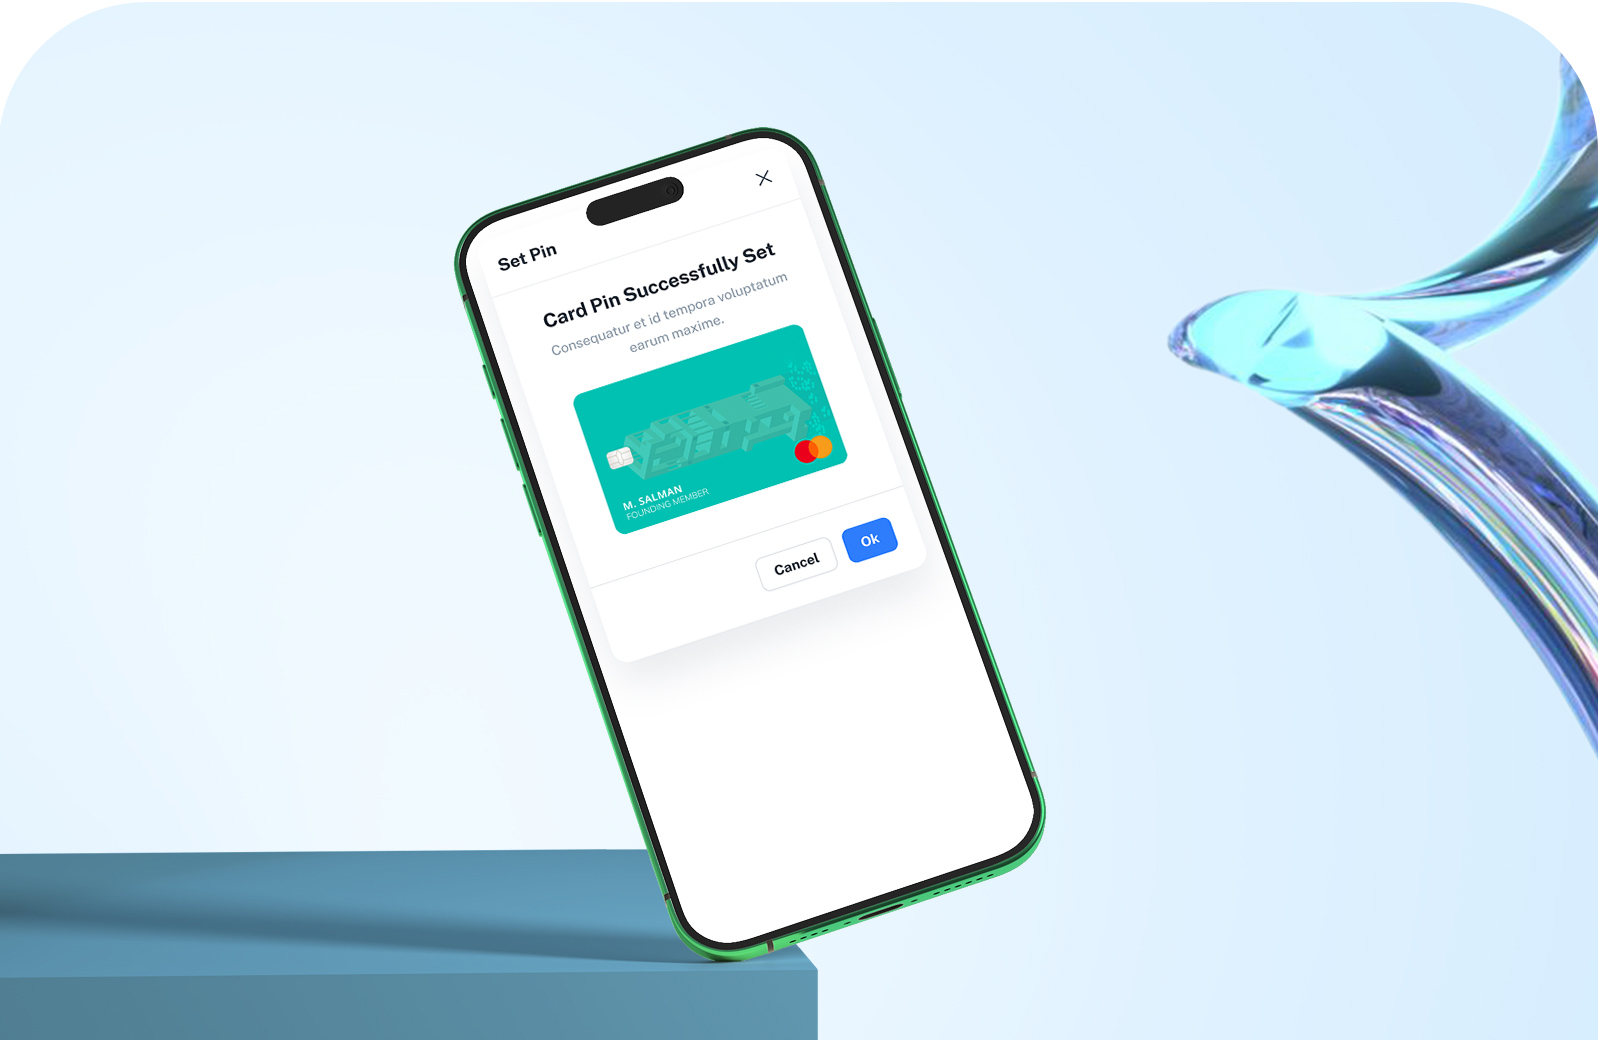 Set Pin
Card Pin Successfully Set
Consequatur et id tempora voluptatum
earum maxime.
M. SALMAN
FOUNDING MEMBER
Cancel
Ok